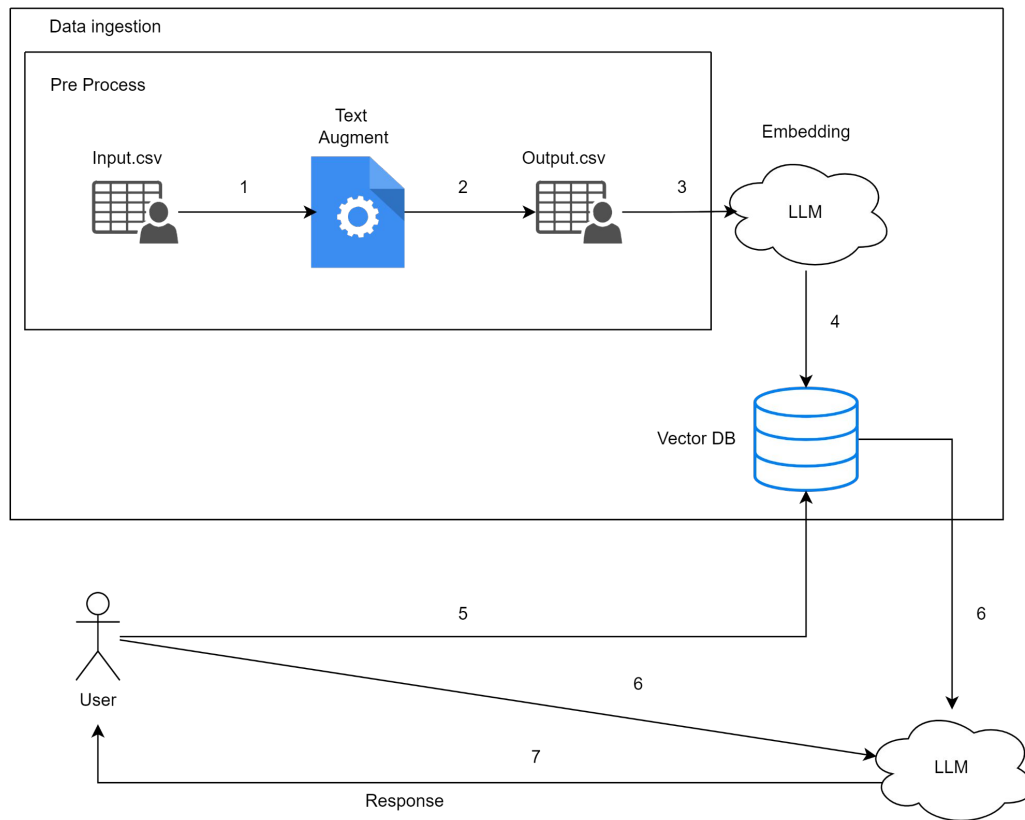 Data ingestion
Pre Process
Text
Augment
Embedding
Input.csv
Output.csv
1
2
3
LLM
4
Vector DB
5
6
6
User
7
LLM
Response